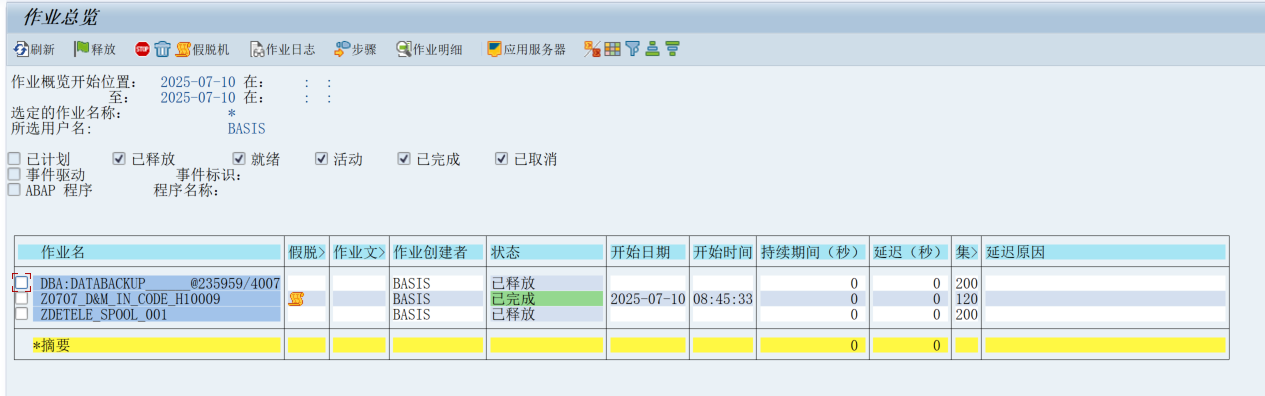 作业总览
刷新 释放 STOP 假脱机 作业日志 步骤 作业明细 应用服务器
作业概览开始位置: 2025-07-10 在: : :
至: 2025-07-10 在: : :
选定的作业名称: *
所选用户名: BASIS
已计划 已释放 就绪 活动 已完成 已取消
事件驱动 事件标识:
ABAP 程序 程序名称:
作业名 假脱> 作业文> 作业创建者 状态 开始日期 开始时间 持续期间（秒） 延迟（秒） 集> 延迟原因
DBA:DATABACKUP______@235959/4007 BASIS 已释放 0 0 200
Z0707_D&M_IN_CODE_H10009 BASIS 已完成 2025-07-10 08:45:33 0 0 120
ZDETELE_SPOOL_001 BASIS 已释放 0 0 200
*摘要 0 0